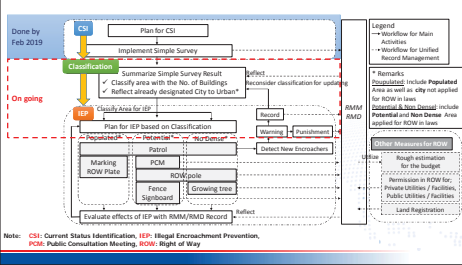 Done by
Feb 2019
CSI
Plan for CSI
Implement Simple Survey
Classification
Summarize Simple Survey Result
✓ Classify area with the No. of Buildings
✓ Reflect already designated City to Urban*
Reflect
Reconsider classification for updating
On going
IEP
Classify Area for IEP
Plan for IEP based on Classification
Record
Warning
Punishment
Detect New Encroachers
Populated*
Potential*
No Dense*
Patrol
Marking
ROW Plate
PCM
ROW pole
Fence
Signboard
Growing tree
Evaluate effects of IEP with RMM/RMD Record
Reflect
RMM/
RMD
Legend
Workflow for Main
Activities
Workflow for Unified
Record Management
* Remarks
Populated: Include Populated
Area as well as city not applied
for ROW in laws
Potential & Non Dense: Include
Potential and Non Dense Area
applied for ROW in laws
Other Measures for ROW
Utilize
Rough estimation
for the budget
Permission in ROW for;
Private Utilities / Facilities,
Public Utilities / Facilities
Land Registration
Note: CSI: Current Status Identification, IEP: Illegal Encroachment Prevention,
PCM: Public Consultation Meeting, ROW: Right of Way